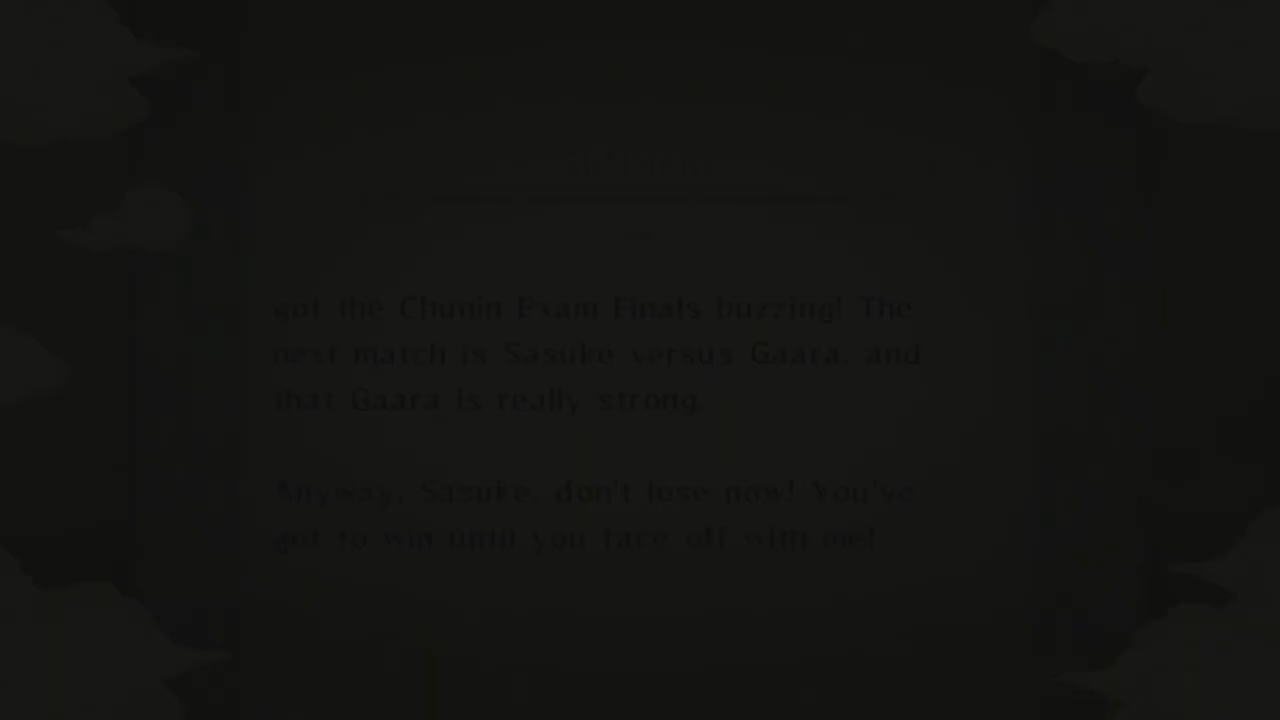 got the Chunin Exam Finals buzzing! The
next match is Sasuke versus Gaara, and
that Gaara is really strong.
Anyway, Sasuke, don't lose now! You've
got to win until you face off with me!